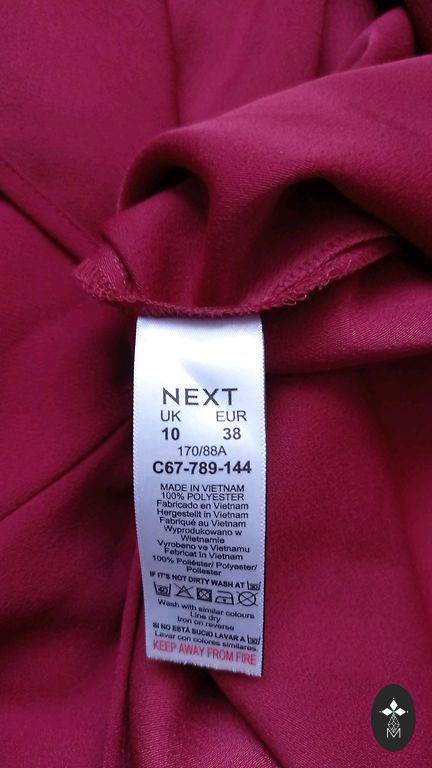 NEXT
UK EUR
10 38
170/88A
C67-789-144
MADE IN VIETNAM
100% POLYESTER
Fabricado en Vietnam
Hergestellt in Vietnam
Fabriqué au Vietnam
Wyprodukowano w
Wietnamie
Vyrobeno ve Vietnamu
Fabricat în Vietnam
100% Poliéster/ Polyester/
Poliester
IF IT'S NOT DIRTY WASH AT 30
40
Wash with similar colours
Line dry
Iron on reverse
SI NO ESTÁ SUCIO LAVAR A 30
Lavar con colores similares.
KEEP AWAY FROM FIRE
M